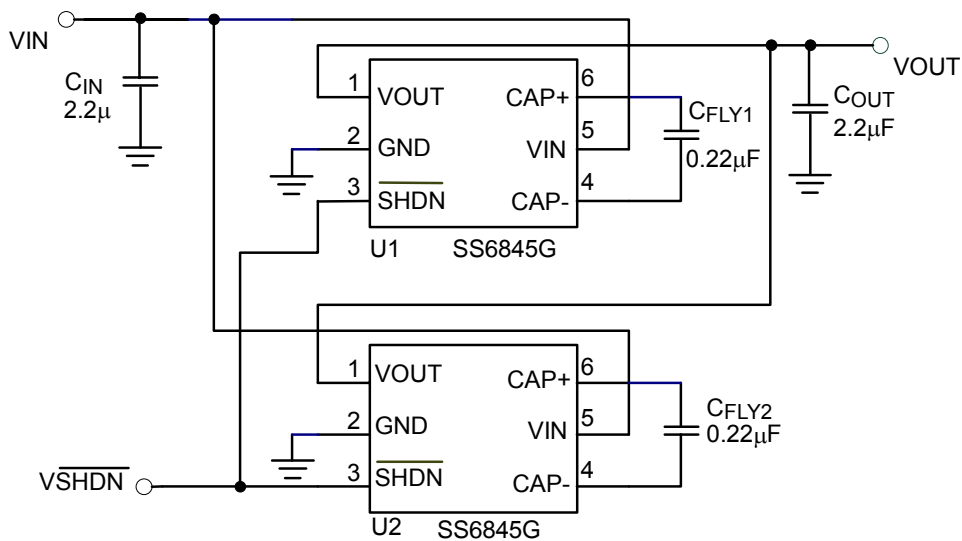 VIN
CIN
2.2μ
1
VOUT
2
GND
3
SHDN
6
CAP+
5
VIN
4
CAP-
U1
SS6845G
CFLY1
0.22μF
VOUT
COUT
2.2μF
1
VOUT
2
GND
3
SHDN
6
CAP+
5
VIN
4
CAP-
U2
SS6845G
CFLY2
0.22μF
VSHDN